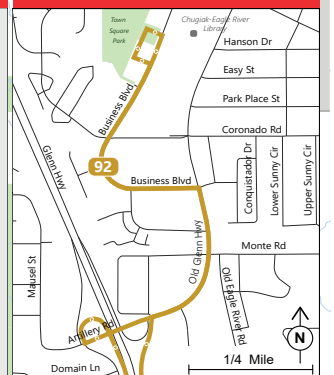 Town
Square
Park
Chugiak-Eagle River
Library
Hanson Dr
Easy St
Park Place St
Coronado Rd
Business Blvd
Glenn Hwy
92
Business Blvd
Conquistador Dr
Lower Sunny Cir
Upper Sunny Cir
Old Glenn Hwy
Monte Rd
Mausel St
Old Eagle River Rd
Artillery Rd
N
1/4 Mile
Domain Ln